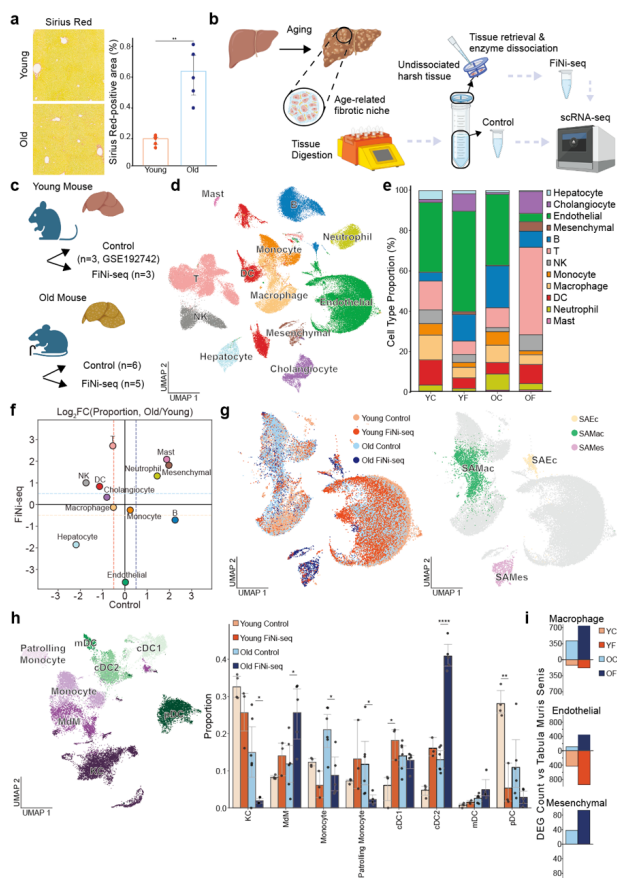 a
Sirius Red
Young
Old
Sirius Red-positive area (%)
0.8
0.6
0.4
0.2
0
**
Young
Old
b
Aging
Age-related
fibrotic niche
Tissue
Digestion
Undissociated
harsh tissue
Tissue retrieval &
enzyme dissociation
FiNi-seq
Control
scRNA-seq
c
Young Mouse
Control
(n=3, GSE192742)
FiNi-seq (n=3)
Old Mouse
Control (n=6)
FiNi-seq (n=5)
d
Mast
B
DC
Neutrophil
Monocyte
T
DC
Macrophage
Endothelial
NK
Mesenchymal
Hepatocyte
Cholangiocyte
UMAP 2
UMAP 1
e
Cell Type Proportion (%)
100
80
60
40
20
0
YC
YF
OC
OF
Hepatocyte
Cholangiocyte
Endothelial
Mesenchymal
B
T
NK
Monocyte
Macrophage
DC
Neutrophil
Mast
f
Log2FC(Proportion, Old/Young)
FiNi-seq
3
2
1
0
-1
-2
-3
T
Mast
Neutrophil
Mesenchymal
NK
DC
Cholangiocyte
Macrophage
Monocyte
B
Hepatocyte
Endothelial
-3
-2
-1
0
1
2
3
Control
g
Young Control
Young FiNi-seq
Old Control
Old FiNi-seq
UMAP 2
UMAP 1
SAEc
SAMac
SAMes
SAMac
SAEc
SAMes
UMAP 2
UMAP 1
h
Patrolling
Monocyte
mDC
cDC1
cDC2
Monocyte
MdM
UMAP 2
UMAP 1
Young Control
Young FiNi-seq
Old Control
Old FiNi-seq
Proportion
0.4
0.3
0.2
0.1
0.0
*
*
*
*
*
****
**
KC
MdM
Monocyte
Patrolling Monocyte
cDC1
cDC2
mDC
pDC
i
Macrophage
YC
YF
OC
OF
700
350
0
350
700
Endothelial
800
400
0
400
800
Mesenchymal
80
40
0
40
80
DEG Count vs Tabula Muris Senis